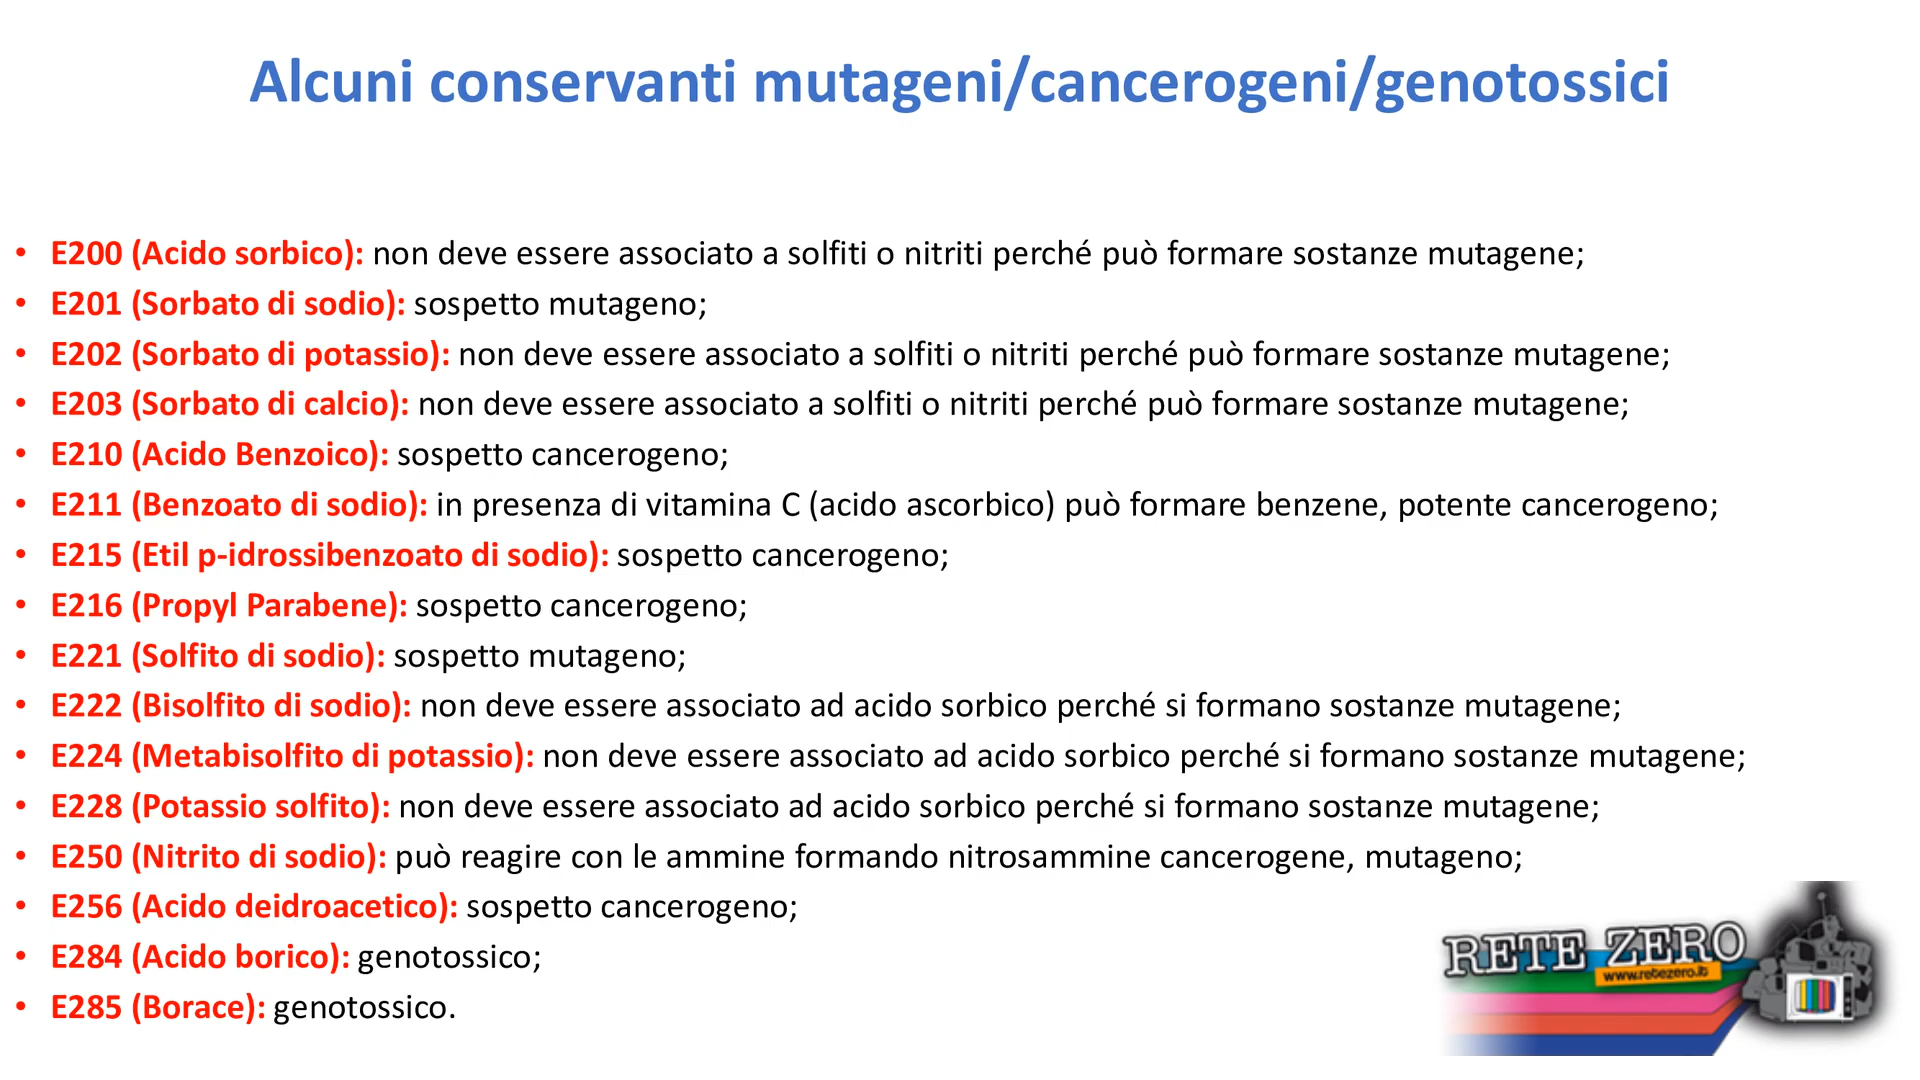 Alcuni conservanti mutageni/cancerogeni/genotossici
• E200 (Acido sorbico): non deve essere associato a solfiti o nitriti perché può formare sostanze mutagene;
• E201 (Sorbato di sodio): sospetto mutageno;
• E202 (Sorbato di potassio): non deve essere associato a solfiti o nitriti perché può formare sostanze mutagene;
• E203 (Sorbato di calcio): non deve essere associato a solfiti o nitriti perché può formare sostanze mutagene;
• E210 (Acido Benzoico): sospetto cancerogeno;
• E211 (Benzoato di sodio): in presenza di vitamina C (acido ascorbico) può formare benzene, potente cancerogeno;
• E215 (Etil p-idrossibenzoato di sodio): sospetto cancerogeno;
• E216 (Propyl Parabene): sospetto cancerogeno;
• E221 (Solfito di sodio): sospetto mutageno;
• E222 (Bisolfito di sodio): non deve essere associato ad acido sorbico perché si formano sostanze mutagene;
• E224 (Metabisolfito di potassio): non deve essere associato ad acido sorbico perché si formano sostanze mutagene;
• E228 (Potassio solfito): non deve essere associato ad acido sorbico perché si formano sostanze mutagene;
• E250 (Nitrito di sodio): può reagire con le ammine formando nitrosammine cancerogene, mutageno;
• E256 (Acido deidroacetico): sospetto cancerogeno;
• E284 (Acido borico): genotossico;
• E285 (Borace): genotossico.
RETE ZERO
www.retezero.it